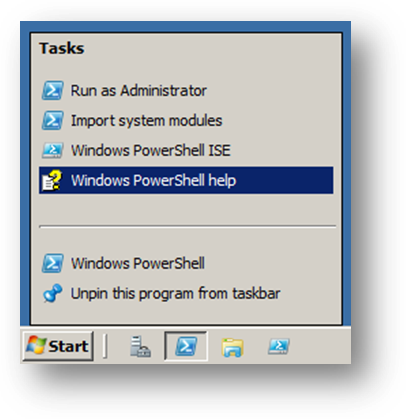 Tasks
Run as Administrator
Import system modules
Windows PowerShell ISE
Windows PowerShell help
Windows PowerShell
Unpin this program from taskbar
Start